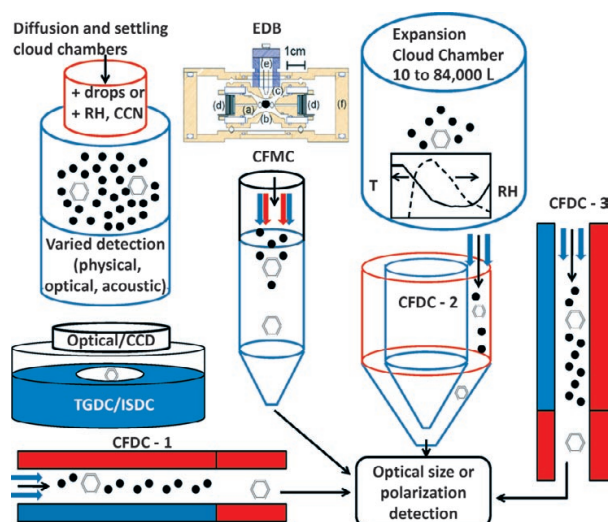 Diffusion and settling
cloud chambers
+ drops or
+ RH, CCN
Varied detection
(physical,
optical, acoustic)
EDB
1cm
(e)
(c)
(d)
(d)
(f)
(a)
(b)
CFMC
Expansion
Cloud Chamber
10 to 84,000 L
T
RH
CFDC - 3
CFDC - 2
Optical/CCD
TGDC/ISDC
CFDC - 1
Optical size or
polarization
detection